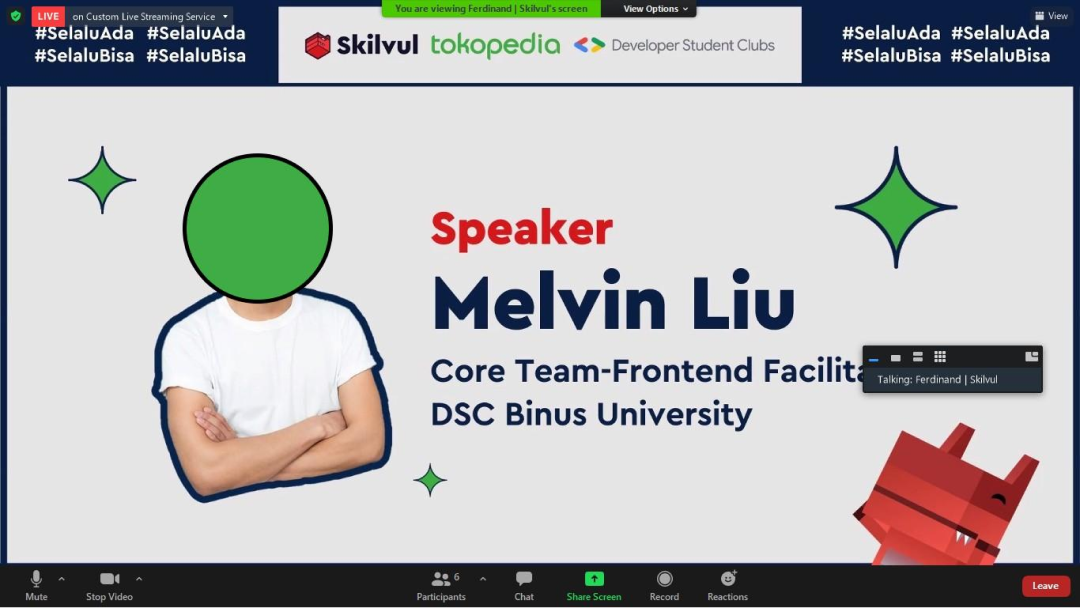 LIVE on Custom Live Streaming Service
You are viewing Ferdinand | Skilvul's screen
View Options
View
#SelaluAda #SelaluAda
#SelaluBisa #SelaluBisa
Skilvul tokopedia Developer Student Clubs
#SelaluAda #SelaluAda
#SelaluBisa #SelaluBisa
Speaker
Melvin Liu
Core Team-Frontend Facilita
DSC Binus University
Talking: Ferdinand | Skilvul
Mute
Stop Video
6
Participants
Chat
Share Screen
Record
Reactions
Leave